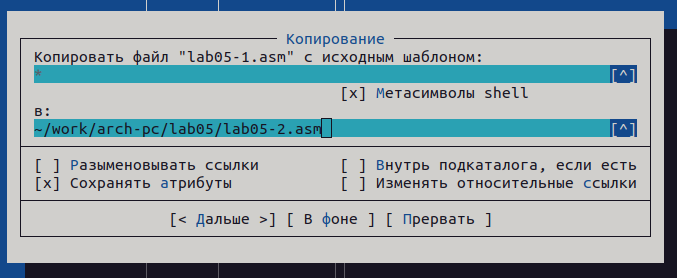 Копирование
Копировать файл "lab05-1.asm" с исходным шаблоном:
* [^]
[x] Метасимволы shell
в:
~/work/arch-pc/lab05/lab05-2.asm [^]
[ ] Разыменовывать ссылки [ ] Внутрь подкаталога, если есть
[x] Сохранять атрибуты [ ] Изменять относительные ссылки
[< Дальше >] [ В фоне ] [ Прервать ]